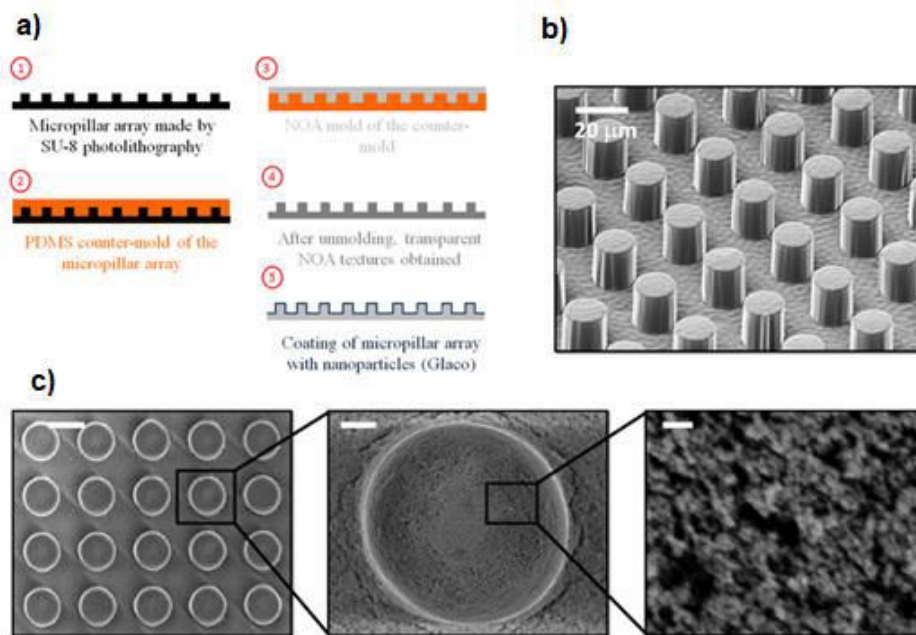 a)
1
Micropillar array made by
SU-8 photolithography
2
PDMS counter-mold of the
micropillar array
3
NOA mold of the counter-
mold
4
After unmolding, transparent
NOA textures obtained
5
Coating of micropillar array
with nanoparticles (Glaco)
b)
20 μm
c)